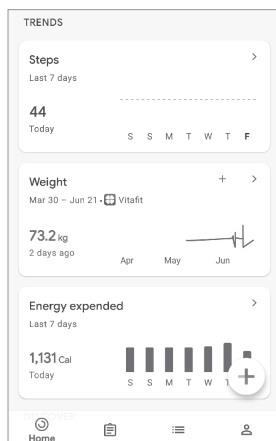 TRENDS
Steps
Last 7 days
44
Today
S S M T W T F
Weight
Mar 30 – Jun 21 • Vitafit
73.2 kg
2 days ago
Apr May Jun
Energy expended
Last 7 days
1,131 Cal
Today
S S M T W T
DISCOVER
Home